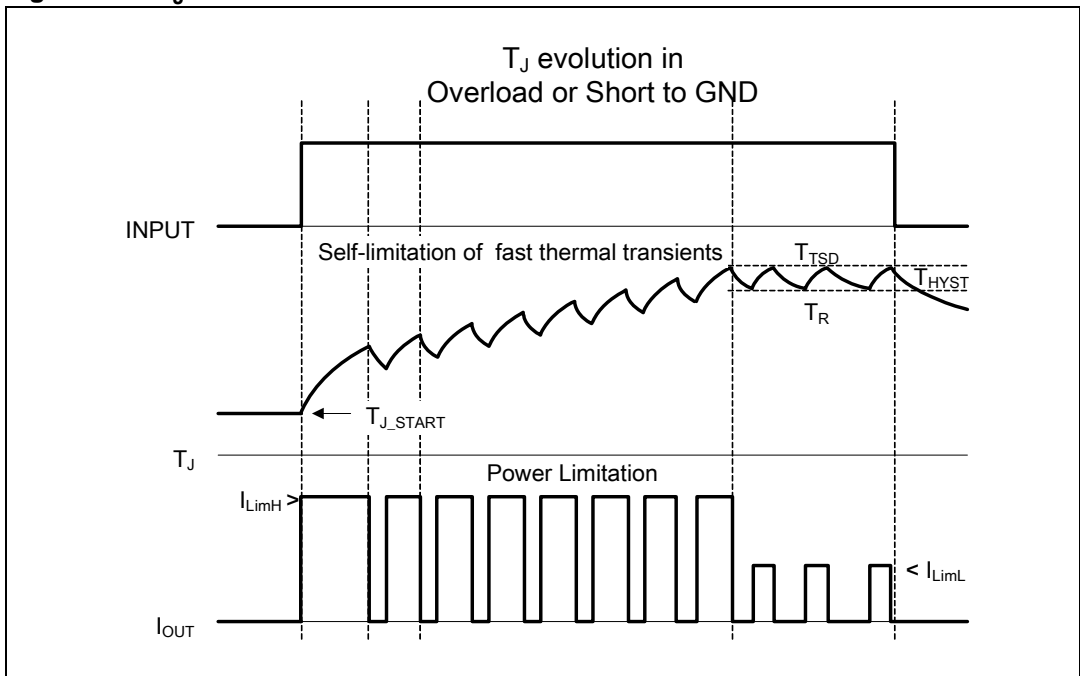 T_J evolution in
Overload or Short to GND
INPUT
Self-limitation of fast thermal transients
T_TSD
T_HYST
T_R
T_J_START
T_J
Power Limitation
I_LimH >
< I_LimL
I_OUT